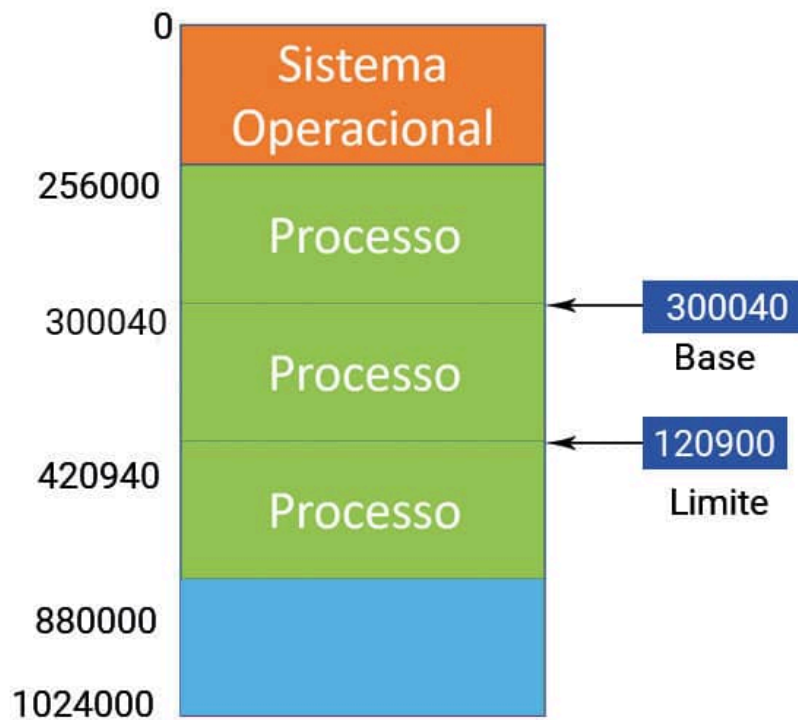 0
Sistema
Operacional
256000
Processo
300040
300040
Base
Processo
120900
420940
Limite
Processo
880000
1024000